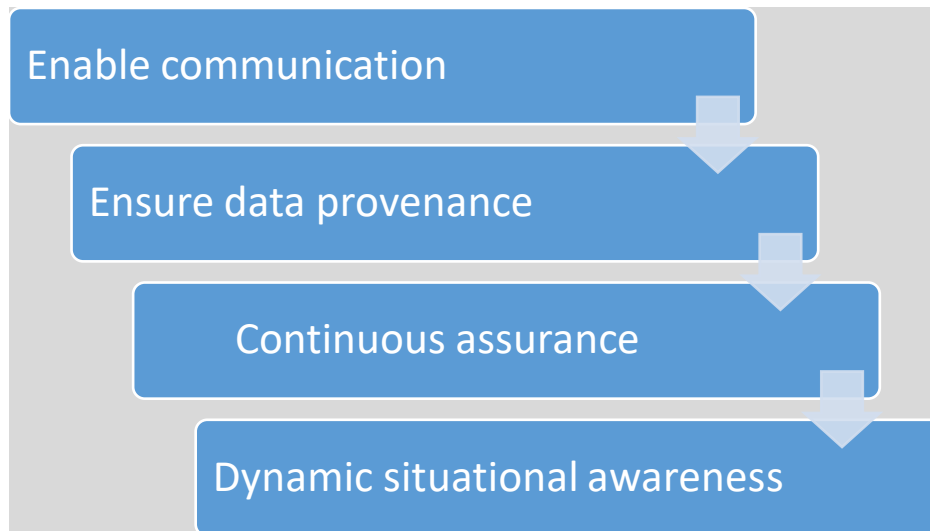 Enable communication
Ensure data provenance
Continuous assurance
Dynamic situational awareness